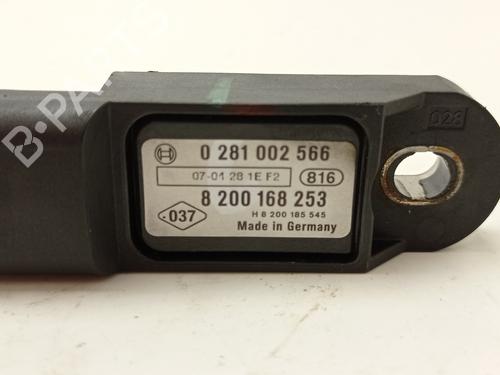 0 281 002 566
07-01 28 1E F2 816
8 200 168 253
037 H 8 200 185 545
Made in Germany
028
B-PARTS